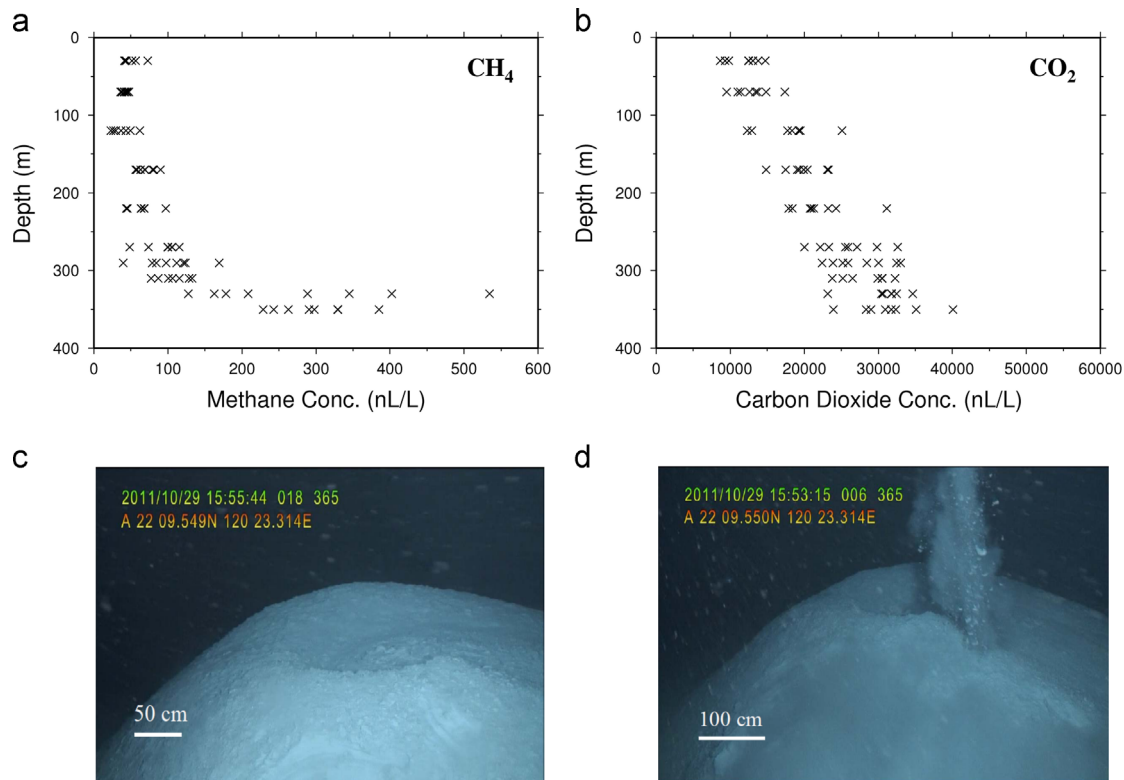 a
0
100
200
300
400
Depth (m)
CH4
0 100 200 300 400 500 600
Methane Conc. (nL/L)
b
0
100
200
300
400
Depth (m)
CO2
0 10000 20000 30000 40000 50000 60000
Carbon Dioxide Conc. (nL/L)
c
2011/10/29 15:55:44 018 365
A 22 09.549N 120 23.314E
50 cm
d
2011/10/29 15:53:15 006 365
A 22 09.550N 120 23.314E
100 cm